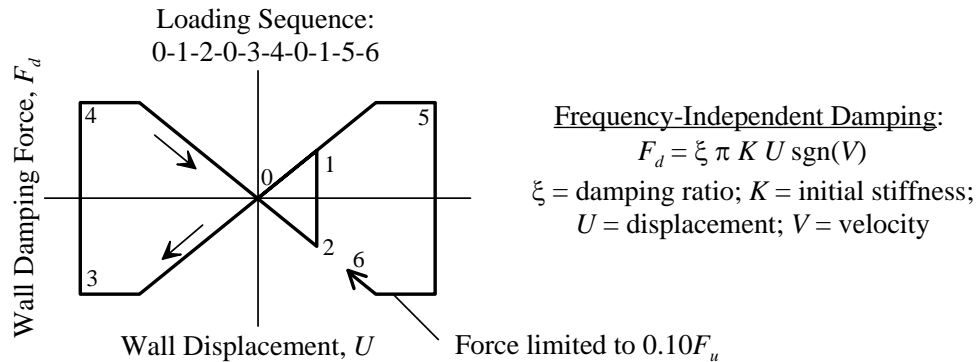 Loading Sequence:
0-1-2-0-3-4-0-1-5-6
Wall Damping Force, F_d
4
5
0
1
2
6
3
Frequency-Independent Damping:
F_d = ξ π K U sgn(V)
ξ = damping ratio; K = initial stiffness;
U = displacement; V = velocity
Wall Displacement, U
Force limited to 0.10F_u